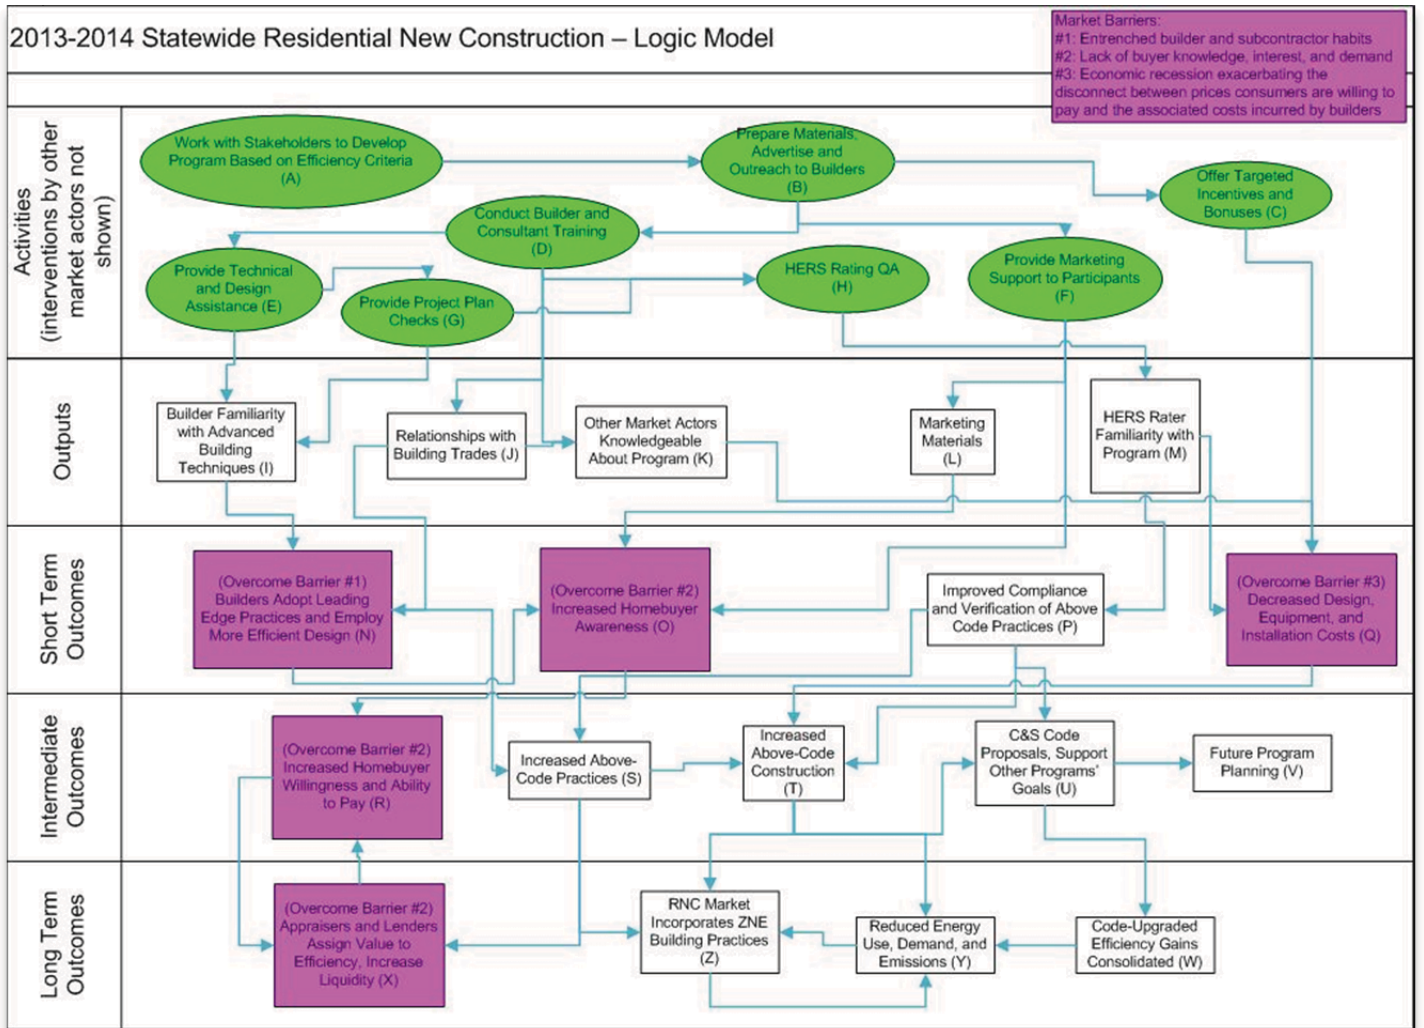 2013-2014 Statewide Residential New Construction – Logic Model
Market Barriers:
#1: Entrenched builder and subcontractor habits
#2: Lack of buyer knowledge, interest, and demand
#3: Economic recession exacerbating the
disconnect between prices consumers are willing to
pay and the associated costs incurred by builders
Activities
(interventions by other
market actors not
shown)
Work with Stakeholders to Develop
Program Based on Efficiency Criteria
(A)
Prepare Materials,
Advertise and
Outreach to Builders
(B)
Offer Targeted
Incentives and
Bonuses (C)
Conduct Builder and
Consultant Training
(D)
Provide Technical
and Design
Assistance (E)
Provide Project Plan
Checks (G)
HERS Rating QA
(H)
Provide Marketing
Support to Participants
(F)
Outputs
Builder Familiarity
with Advanced
Building
Techniques (I)
Relationships with
Building Trades (J)
Other Market Actors
Knowledgeable
About Program (K)
Marketing
Materials
(L)
HERS Rater
Familiarity with
Program (M)
Short Term
Outcomes
(Overcome Barrier #1)
Builders Adopt Leading
Edge Practices and Employ
More Efficient Design (N)
(Overcome Barrier #2)
Increased Homebuyer
Awareness (O)
Improved Compliance
and Verification of Above
Code Practices (P)
(Overcome Barrier #3)
Decreased Design,
Equipment, and
Installation Costs (Q)
Intermediate
Outcomes
(Overcome Barrier #2)
Increased Homebuyer
Willingness and Ability
to Pay (R)
Increased Above-
Code Practices (S)
Increased
Above-Code
Construction
(T)
C&S Code
Proposals, Support
Other Programs'
Goals (U)
Future Program
Planning (V)
Long Term
Outcomes
(Overcome Barrier #2)
Appraisers and Lenders
Assign Value to
Efficiency, Increase
Liquidity (X)
RNC Market
Incorporates ZNE
Building Practices
(Z)
Reduced Energy
Use, Demand, and
Emissions (Y)
Code-Upgraded
Efficiency Gains
Consolidated (W)